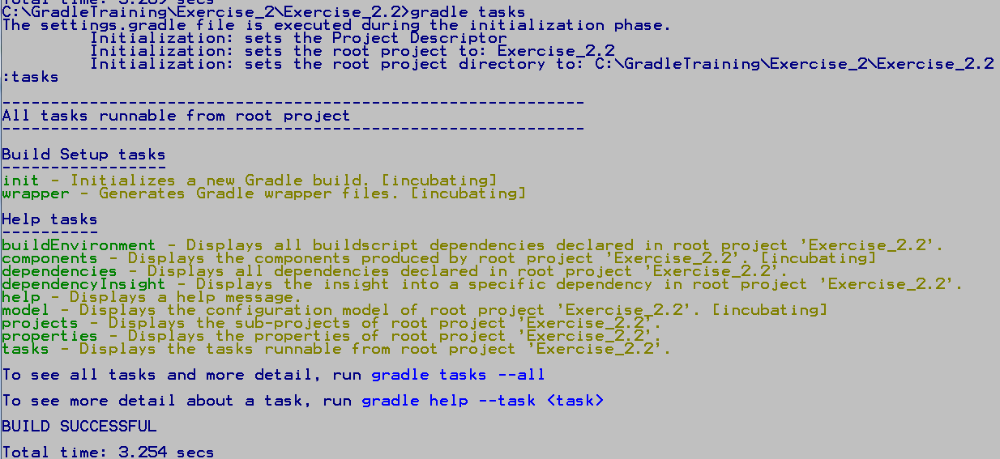 C:\GradleTraining\Exercise_2\Exercise_2.2>gradle tasks
The settings.gradle file is executed during the initialization phase.
Initialization: sets the Project Descriptor
Initialization: sets the root project to: Exercise_2.2
Initialization: sets the root project directory to: C:\GradleTraining\Exercise_2\Exercise_2.2
:tasks
------------------------------------------------------------
All tasks runnable from root project
------------------------------------------------------------
Build Setup tasks
-----------------
init - Initializes a new Gradle build. [incubating]
wrapper - Generates Gradle wrapper files. [incubating]
Help tasks
----------
buildEnvironment - Displays all buildscript dependencies declared in root project 'Exercise_2.2'.
components - Displays the components produced by root project 'Exercise_2.2'. [incubating]
dependencies - Displays all dependencies declared in root project 'Exercise_2.2'.
dependencyInsight - Displays the insight into a specific dependency in root project 'Exercise_2.2'.
help - Displays a help message.
model - Displays the configuration model of root project 'Exercise_2.2'. [incubating]
projects - Displays the sub-projects of root project 'Exercise_2.2'.
properties - Displays the properties of root project 'Exercise_2.2'.
tasks - Displays the tasks runnable from root project 'Exercise_2.2'.
To see all tasks and more detail, run gradle tasks --all
To see more detail about a task, run gradle help --task <task>
BUILD SUCCESSFUL
Total time: 3.254 secs